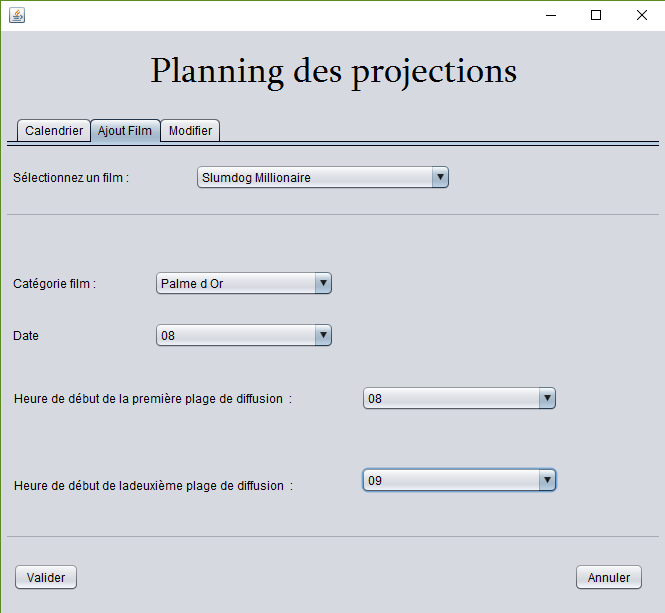 Planning des projections
Calendrier Ajout Film Modifier
Sélectionnez un film : Slumdog Millionaire
Catégorie film : Palme d Or
Date 08
Heure de début de la première plage de diffusion : 08
Heure de début de ladeuxième plage de diffusion : 09
Valider Annuler